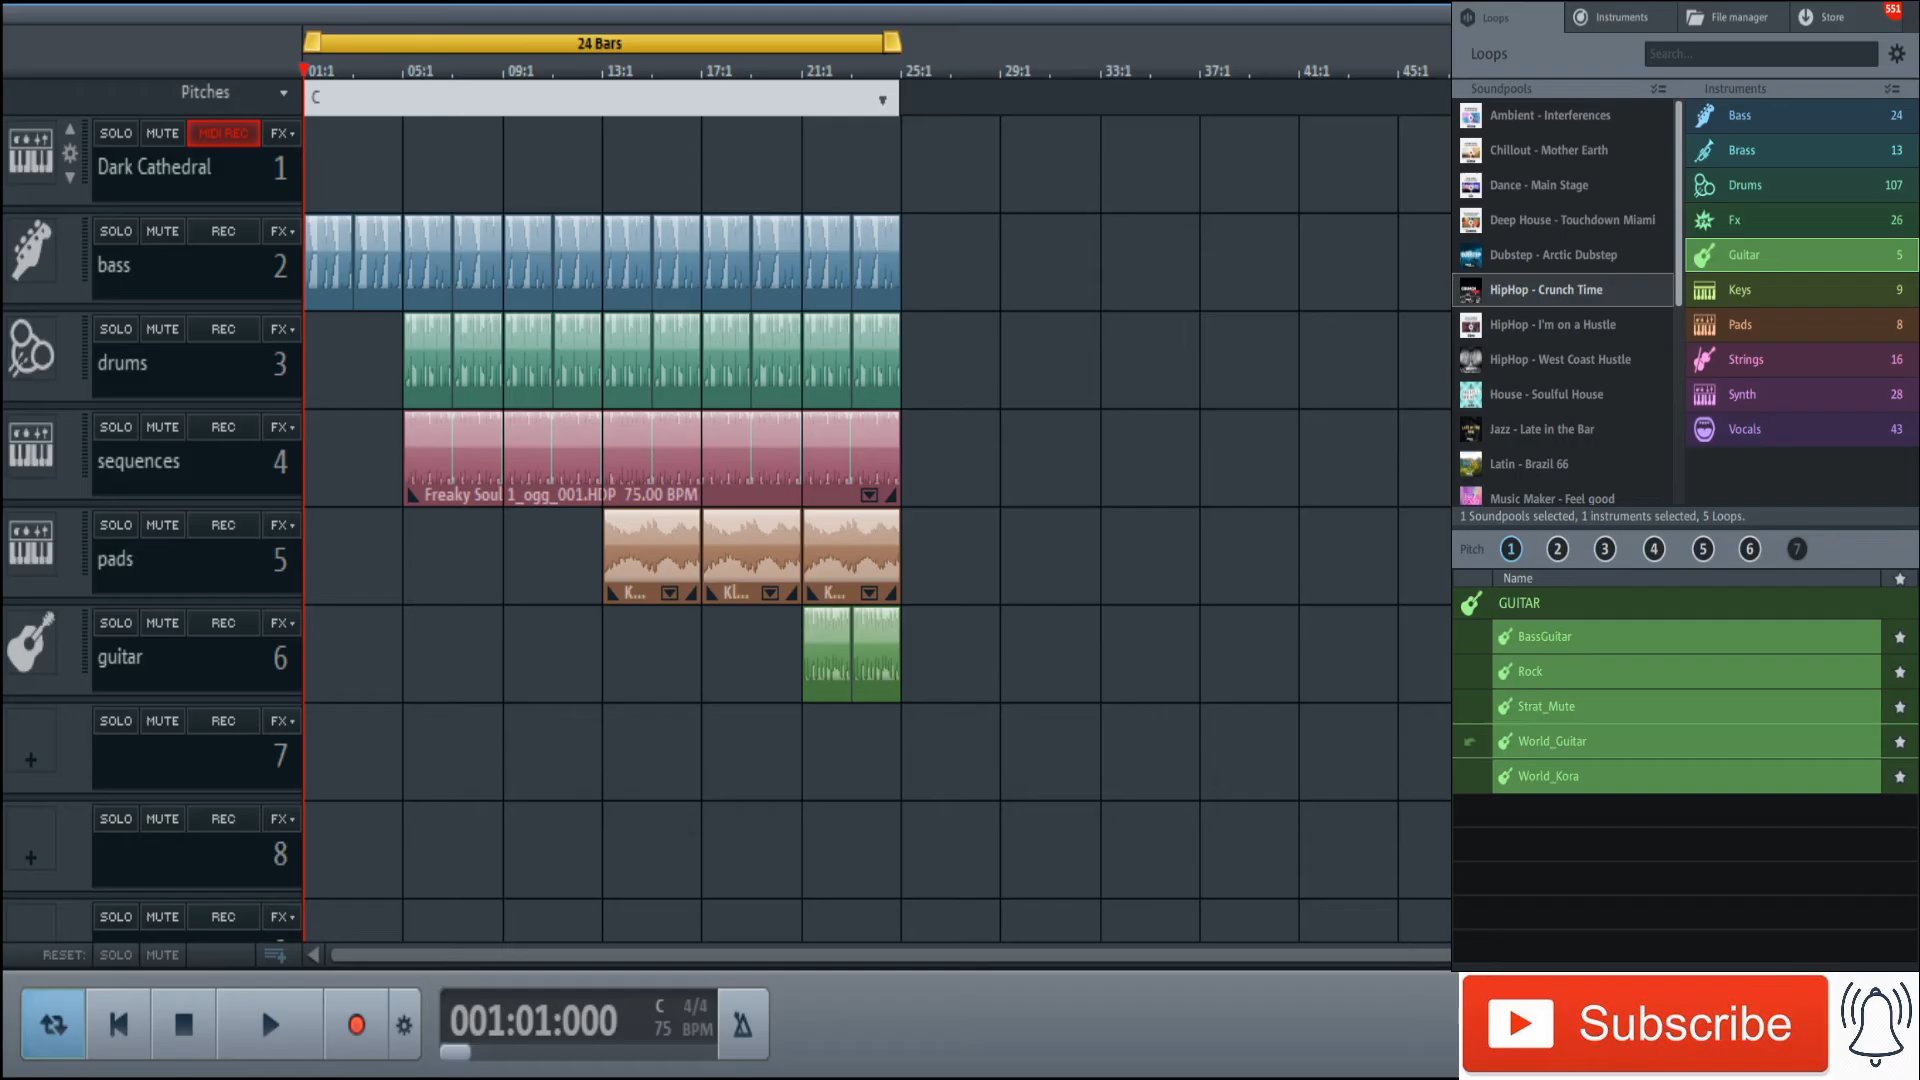 Loops
Instruments
File manager
Store
551
24 Bars
Loops
Search...
01:1 05:1 09:1 13:1 17:1 21:1 25:1 29:1 33:1 37:1 41:1 45:1
Pitches
C
Soundpools
Instruments
SOLO MUTE MIDI REC FX
Dark Cathedral 1
SOLO MUTE REC FX
bass 2
SOLO MUTE REC FX
drums 3
SOLO MUTE REC FX
sequences 4
Freaky Soul 1_ogg_001.HDP 75.00 BPM
SOLO MUTE REC FX
pads 5
K... Kl... K...
SOLO MUTE REC FX
guitar 6
SOLO MUTE REC FX
7
SOLO MUTE REC FX
8
SOLO MUTE REC FX
RESET: SOLO MUTE
001:01:000
C 4/4
75 BPM
Ambient - Interferences
Chillout - Mother Earth
Dance - Main Stage
Deep House - Touchdown Miami
Dubstep - Arctic Dubstep
HipHop - Crunch Time
HipHop - I'm on a Hustle
HipHop - West Coast Hustle
House - Soulful House
Jazz - Late in the Bar
Latin - Brazil 66
Music Maker - Feel good
Bass 24
Brass 13
Drums 107
Fx 26
Guitar 5
Keys 9
Pads 8
Strings 16
Synth 28
Vocals 43
1 Soundpools selected, 1 instruments selected, 5 Loops.
Pitch 1 2 3 4 5 6 7
Name
GUITAR
BassGuitar
Rock
Strat_Mute
World_Guitar
World_Kora
Subscribe